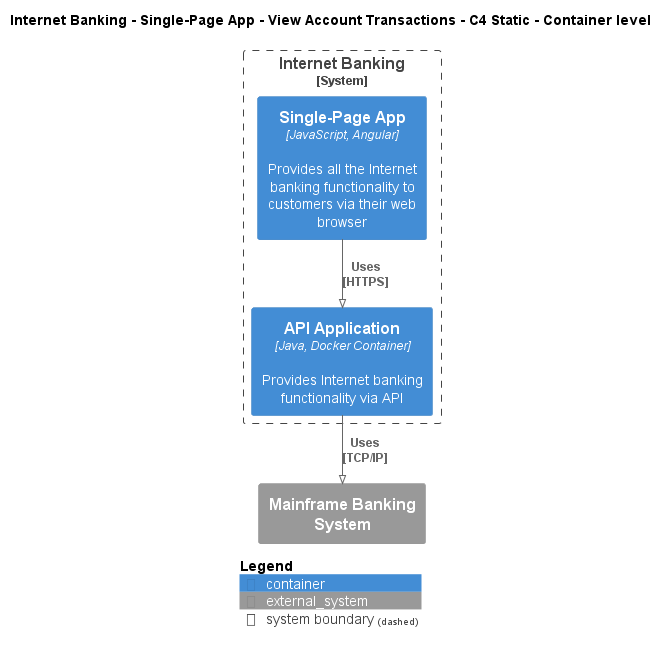 Internet Banking - Single-Page App - View Account Transactions - C4 Static - Container level
Internet Banking
[System]
Single-Page App
[JavaScript, Angular]
Provides all the Internet
banking functionality to
customers via their web
browser
Uses
[HTTPS]
API Application
[Java, Docker Container]
Provides Internet banking
functionality via API
Uses
[TCP/IP]
Mainframe Banking
System
Legend
container
external_system
system boundary (dashed)